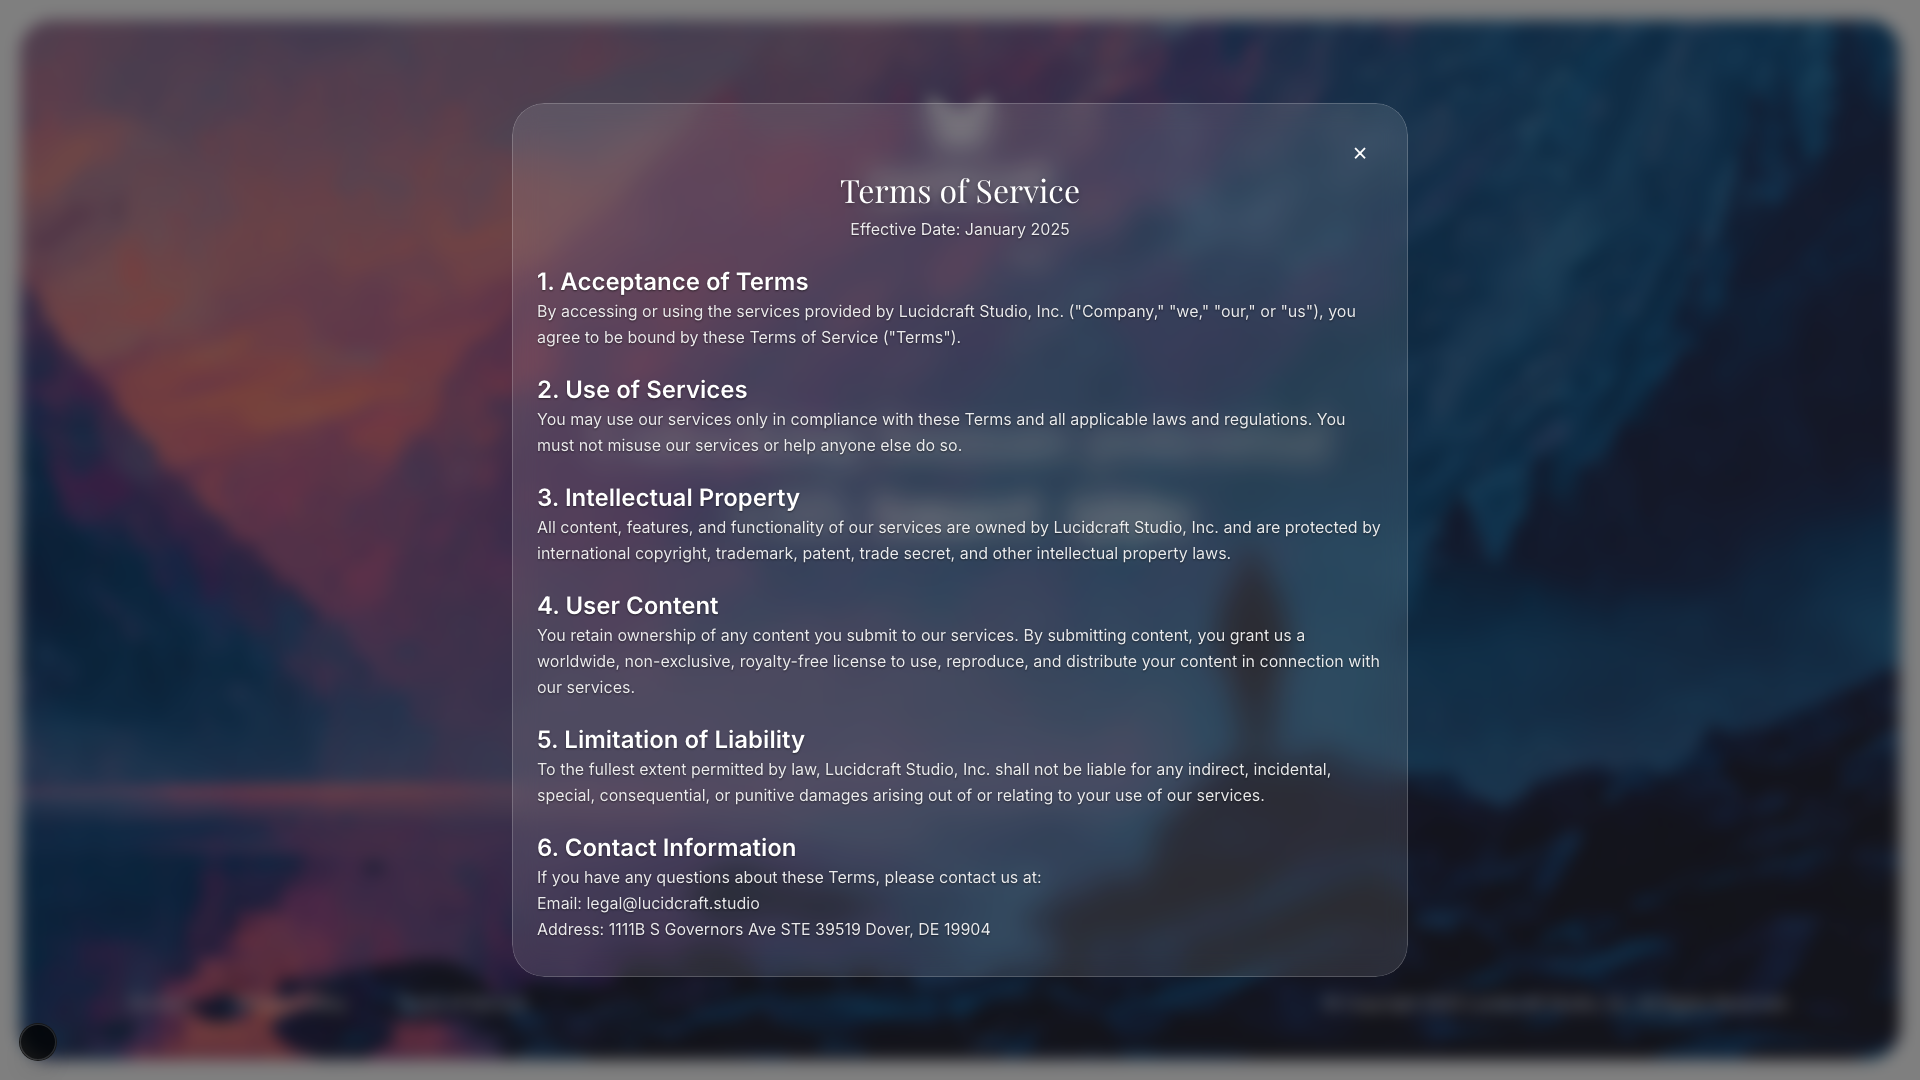 Terms of Service
Effective Date: January 2025
1. Acceptance of Terms
By accessing or using the services provided by Lucidcraft Studio, Inc. ("Company," "we," "our," or "us"), you
agree to be bound by these Terms of Service ("Terms").
2. Use of Services
You may use our services only in compliance with these Terms and all applicable laws and regulations. You
must not misuse our services or help anyone else do so.
3. Intellectual Property
All content, features, and functionality of our services are owned by Lucidcraft Studio, Inc. and are protected by
international copyright, trademark, patent, trade secret, and other intellectual property laws.
4. User Content
You retain ownership of any content you submit to our services. By submitting content, you grant us a
worldwide, non-exclusive, royalty-free license to use, reproduce, and distribute your content in connection with
our services.
5. Limitation of Liability
To the fullest extent permitted by law, Lucidcraft Studio, Inc. shall not be liable for any indirect, incidental,
special, consequential, or punitive damages arising out of or relating to your use of our services.
6. Contact Information
If you have any questions about these Terms, please contact us at:
Email: legal@lucidcraft.studio
Address: 1111B S Governors Ave STE 39519 Dover, DE 19904